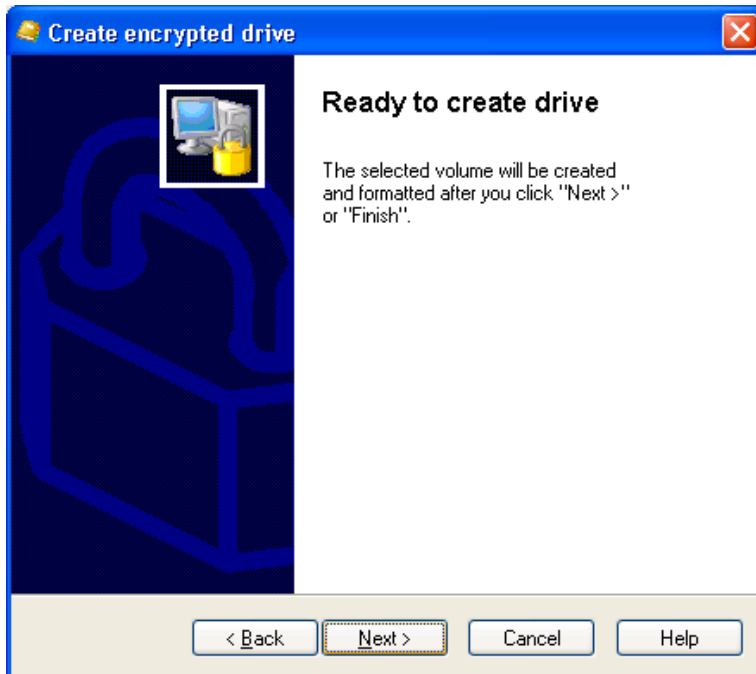 Create encrypted drive
Ready to create drive
The selected volume will be created
and formatted after you click "Next >"
or "Finish".
< Back
Next >
Cancel
Help